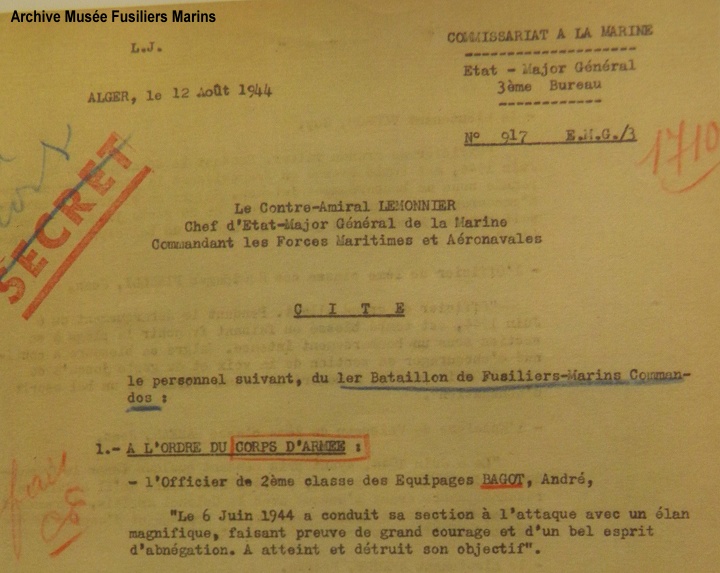 Archive Musée Fusiliers Marins
L.J.
COMMISSARIAT A LA MARINE
Etat - Major Général
3ème Bureau
ALGER, le 12 Août 1944
N° 917 E.M.G./3
1710
SECRET
Le Contre-Amiral LEMONNIER
Chef d'Etat-Major Général de la Marine
Commandant les Forces Maritimes et Aéronavales
C I T E
le personnel suivant, du 1er Bataillon de Fusiliers-Marins Comman-
dos :
1.- A L'ORDRE DU CORPS D'ARMEE :
- l'Officier de 2ème classe des Equipages BAGOT, André,
"Le 6 Juin 1944 a conduit sa section à l'attaque avec un élan
magnifique, faisant preuve de grand courage et d'un bel esprit
d'abnégation. A atteint et détruit son objectif".